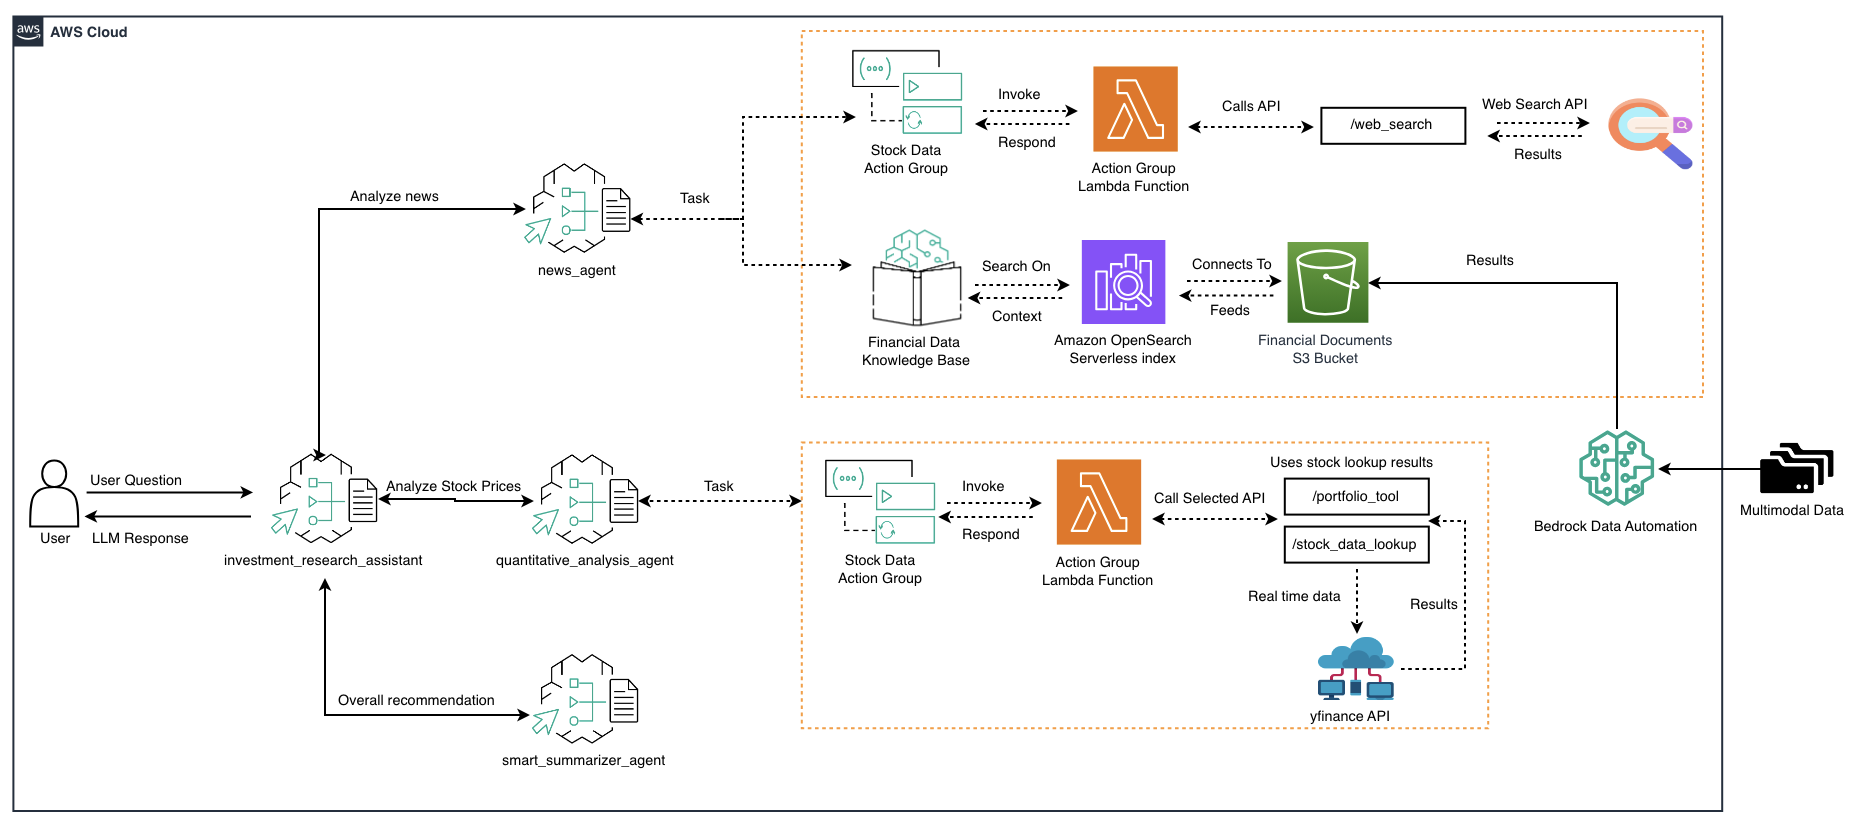 aws
AWS Cloud
Stock Data
Action Group
Invoke
Respond
Action Group
Lambda Function
Calls API
/web_search
Web Search API
Results
Analyze news
news_agent
Task
Financial Data
Knowledge Base
Search On
Context
Amazon OpenSearch
Serverless index
Connects To
Feeds
Financial Documents
S3 Bucket
Results
User Question
LLM Response
User
investment_research_assistant
Analyze Stock Prices
quantitative_analysis_agent
Task
Stock Data
Action Group
Invoke
Respond
Action Group
Lambda Function
Call Selected API
Uses stock lookup results
/portfolio_tool
/stock_data_lookup
Real time data
Results
yfinance API
Bedrock Data Automation
Multimodal Data
Overall recommendation
smart_summarizer_agent